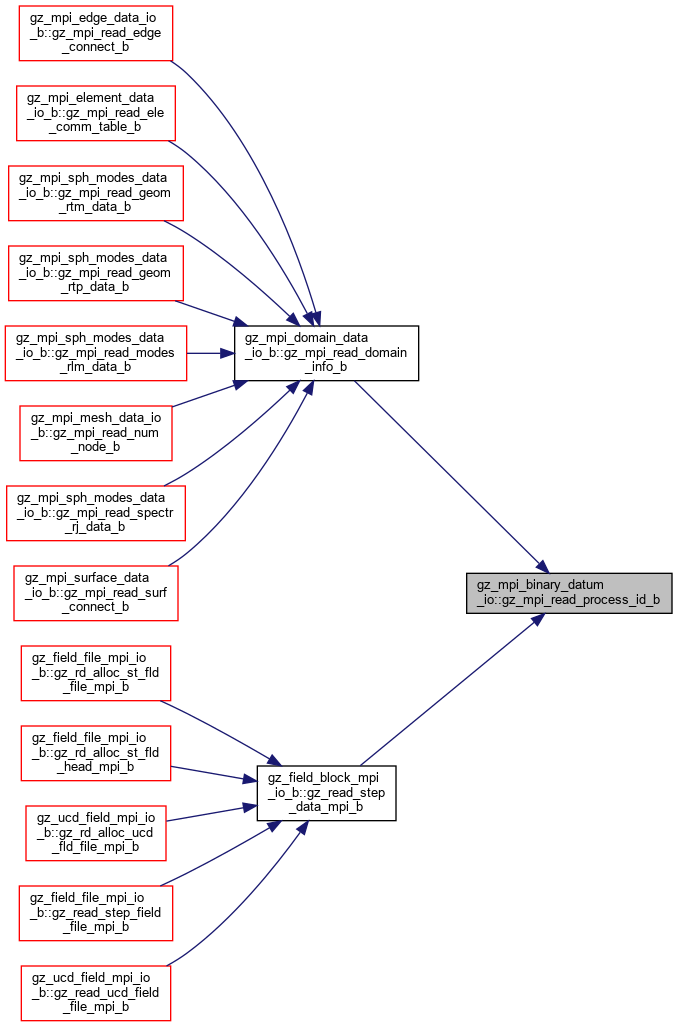 gz_mpi_edge_data_io
_b::gz_mpi_read_edge
_connect_b
gz_mpi_element_data
_io_b::gz_mpi_read_ele
_comm_table_b
gz_mpi_sph_modes_data
_io_b::gz_mpi_read_geom
_rtm_data_b
gz_mpi_sph_modes_data
_io_b::gz_mpi_read_geom
_rtp_data_b
gz_mpi_sph_modes_data
_io_b::gz_mpi_read_modes
_rlm_data_b
gz_mpi_domain_data
_io_b::gz_mpi_read_domain
_info_b
gz_mpi_mesh_data_io
_b::gz_mpi_read_num
_node_b
gz_mpi_sph_modes_data
_io_b::gz_mpi_read_spectr
_rj_data_b
gz_mpi_surface_data
_io_b::gz_mpi_read_surf
_connect_b
gz_mpi_binary_datum
_io::gz_mpi_read_process_id_b
gz_field_file_mpi_io
_b::gz_rd_alloc_st_fld
_file_mpi_b
gz_field_file_mpi_io
_b::gz_rd_alloc_st_fld
_head_mpi_b
gz_field_block_mpi
_io_b::gz_read_step
_data_mpi_b
gz_ucd_field_mpi_io
_b::gz_rd_alloc_ucd
_fld_file_mpi_b
gz_field_file_mpi_io
_b::gz_read_step_field
_file_mpi_b
gz_ucd_field_mpi_io
_b::gz_read_ucd_field
_file_mpi_b